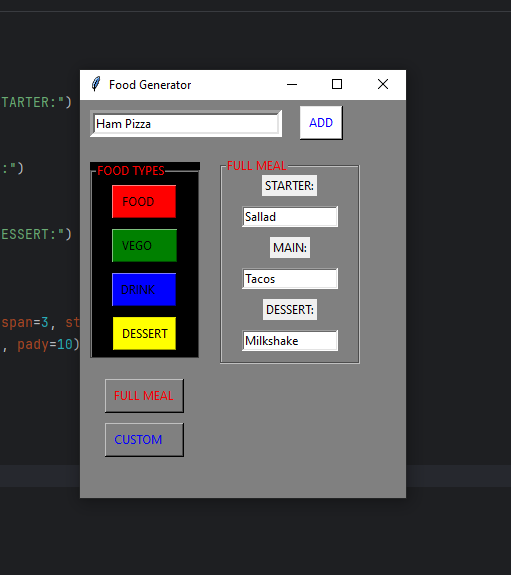 Food Generator
TARTER:")
Ham Pizza
ADD
:")
FOOD TYPES
FULL MEAL
FOOD
STARTER:
Sallad
VEGO
ESSERT:")
MAIN:
DRINK
Tacos
DESSERT:
span=3, st
DESSERT
Milkshake
, pady=10)
FULL MEAL
CUSTOM